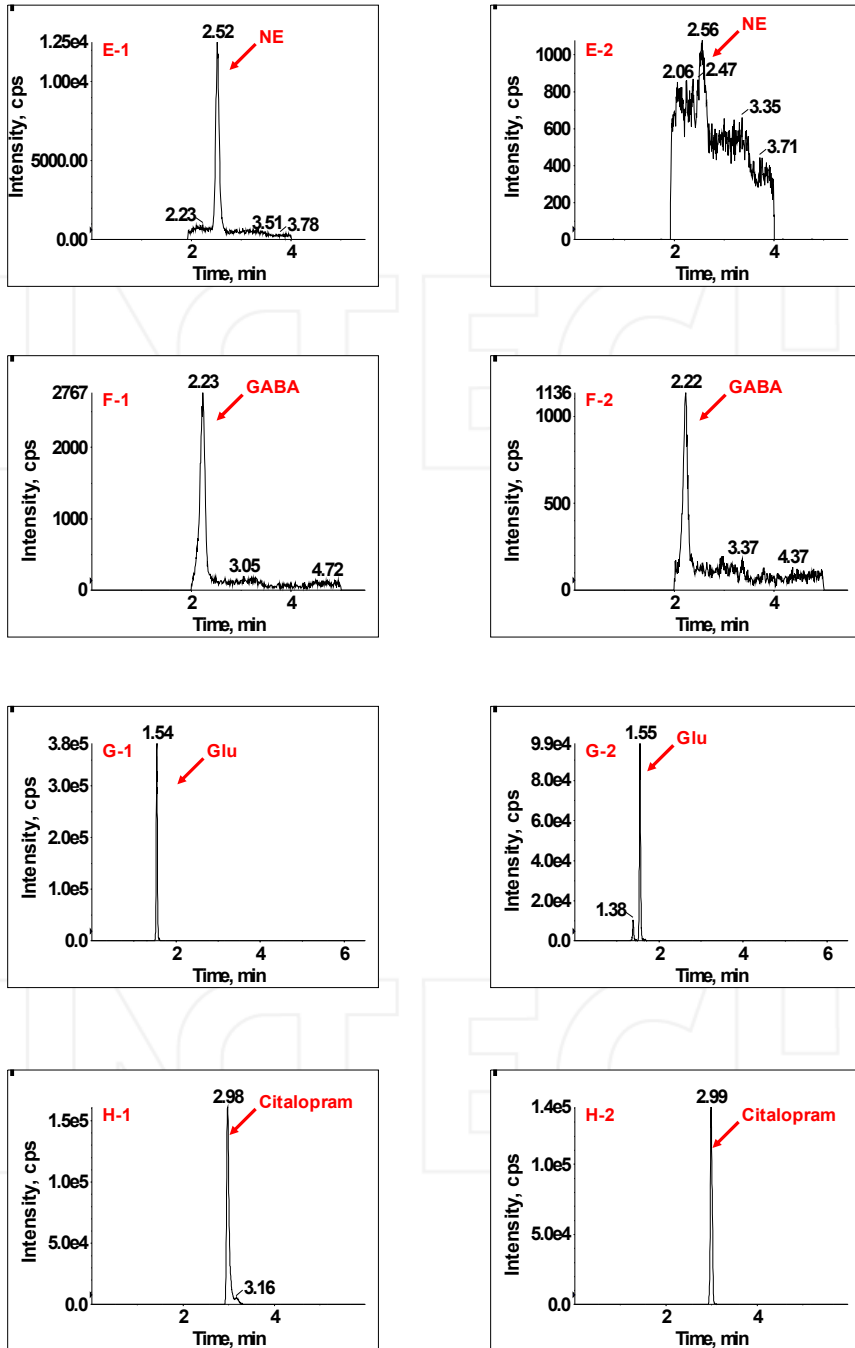 E-1
NE
2.52
1.25e4
1.00e4
5000.00
0.00
2.23
3.51
3.78
2
4
Time, min
Intensity, cps
E-2
NE
2.56
2.06
2.47
3.35
3.71
1000
800
600
400
200
0
2
4
Time, min
Intensity, cps
F-1
GABA
2.23
2767
2000
1000
0
3.05
4.72
2
4
Time, min
Intensity, cps
F-2
GABA
2.22
1136
1000
500
0
3.37
4.37
2
4
Time, min
Intensity, cps
G-1
Glu
1.54
3.8e5
3.0e5
2.0e5
1.0e5
0.0
2
4
6
Time, min
Intensity, cps
G-2
Glu
1.55
9.9e4
8.0e4
6.0e4
4.0e4
2.0e4
0.0
1.38
2
4
6
Time, min
Intensity, cps
H-1
Citalopram
2.98
1.5e5
1.0e5
5.0e4
0.0
3.16
2
4
Time, min
Intensity, cps
H-2
Citalopram
2.99
1.4e5
1.0e5
5.0e4
0.0
2
4
Time, min
Intensity, cps
INTECH
INTECH